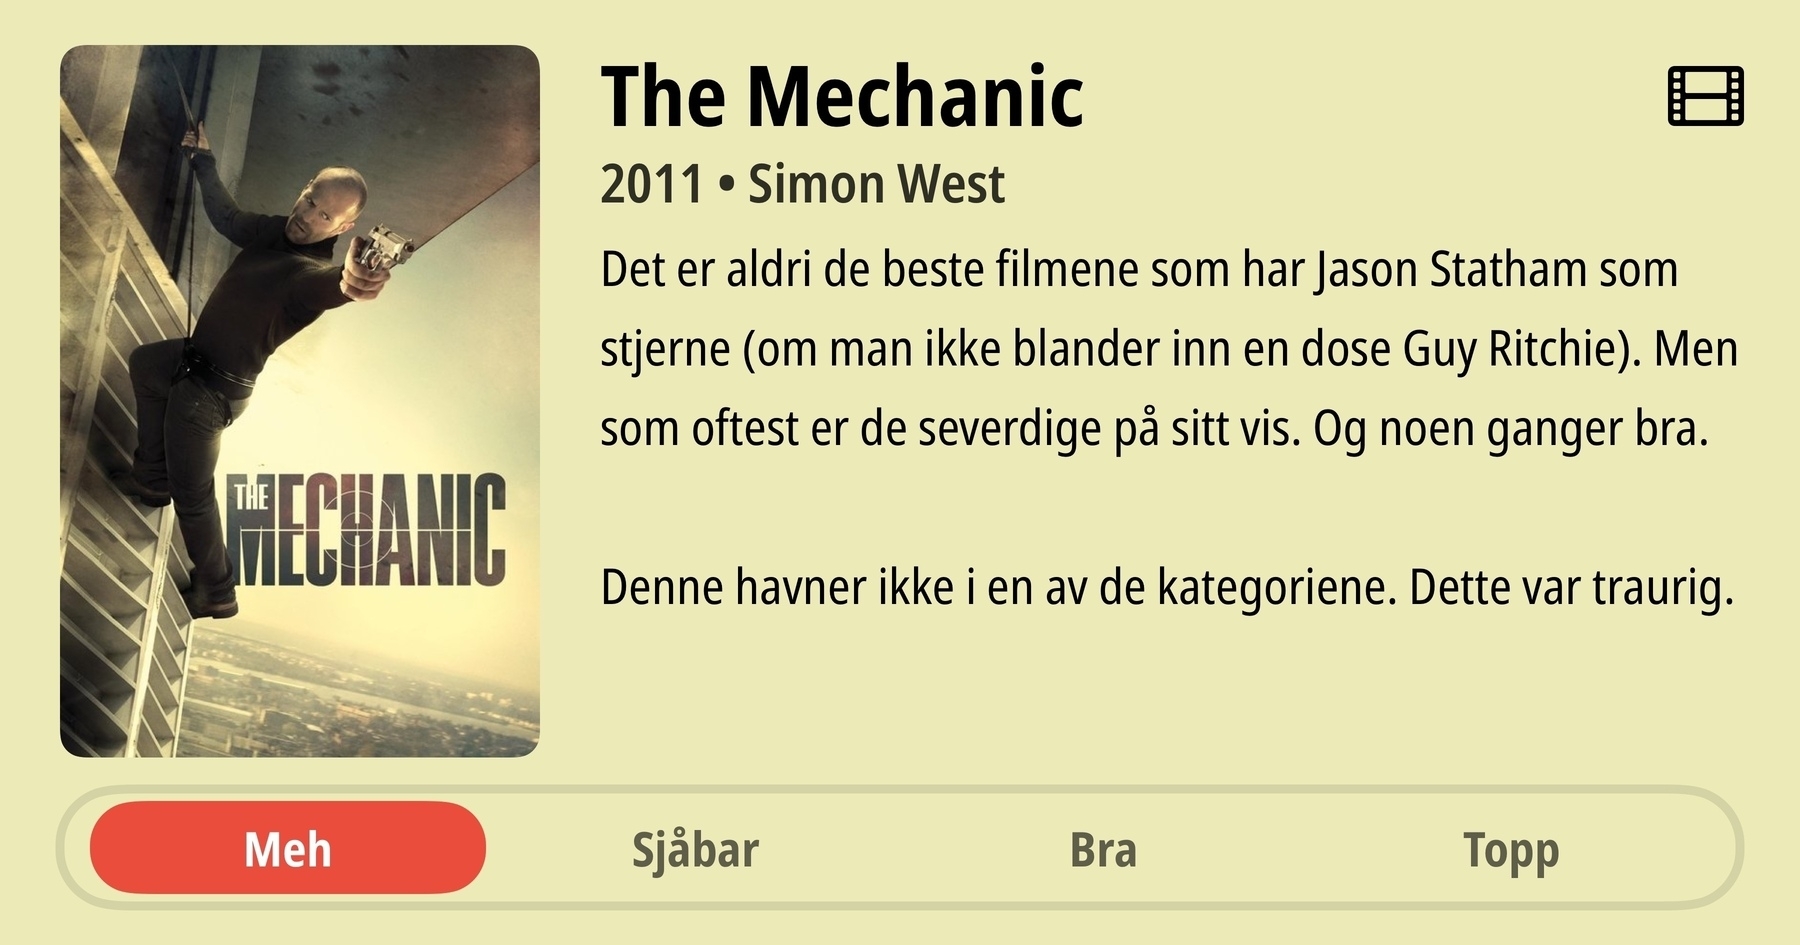 The Mechanic
2011 • Simon West
Det er aldri de beste filmene som har Jason Statham som
stjerne (om man ikke blander inn en dose Guy Ritchie). Men
som oftest er de severdige på sitt vis. Og noen ganger bra.
Denne havner ikke i en av de kategoriene. Dette var traurig.
THE
MECHANIC
Meh
Sjåbar
Bra
Topp